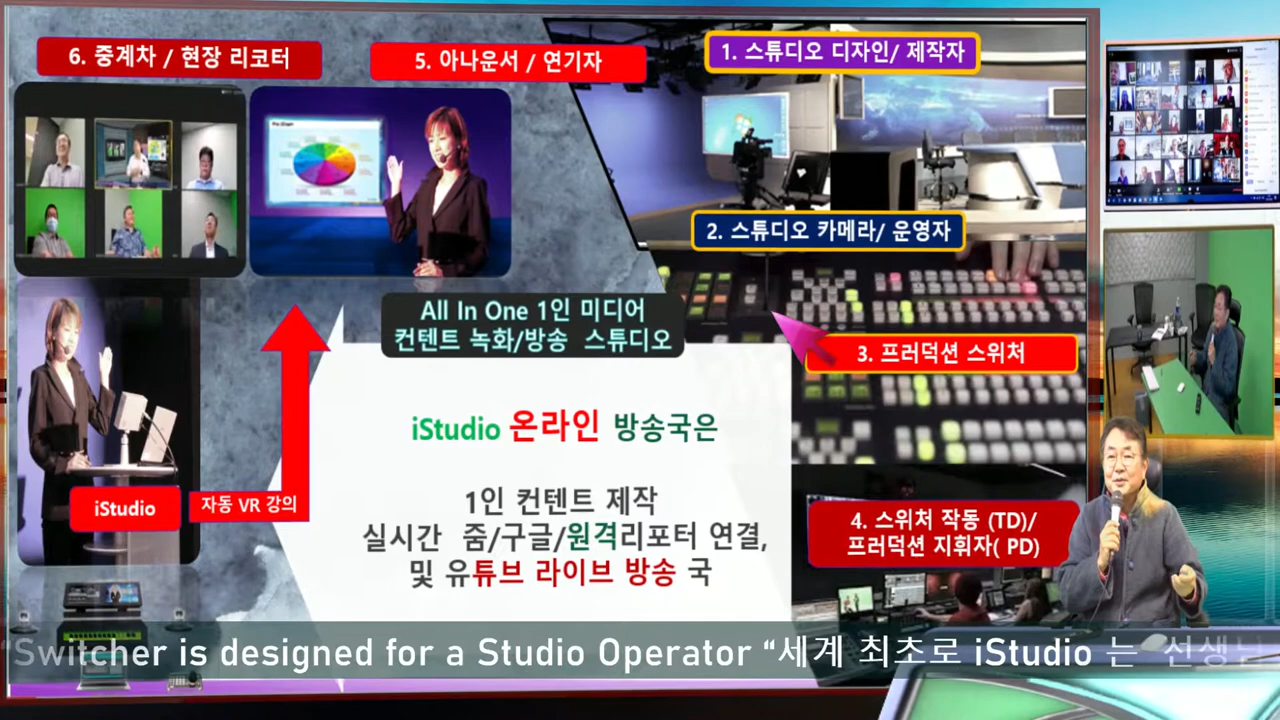 6. 중계차 / 현장 리코터
5. 아나운서 / 연기자
1. 스튜디오 디자인/ 제작자
2. 스튜디오 카메라/ 운영자
All In One 1인 미디어
컨텐트 녹화/방송 스튜디오
3. 프러덕션 스위처
iStudio 온라인 방송국은
1인 컨텐트 제작
실시간 줌/구글/원격리포터 연결,
및 유튜브 라이브 방송 국
iStudio
자동 VR 강의
4. 스위처 작동 (TD)/
프러덕션 지휘자( PD)
"Switcher is designed for a Studio Operator “세계 최초로 iStudio 는 선생님